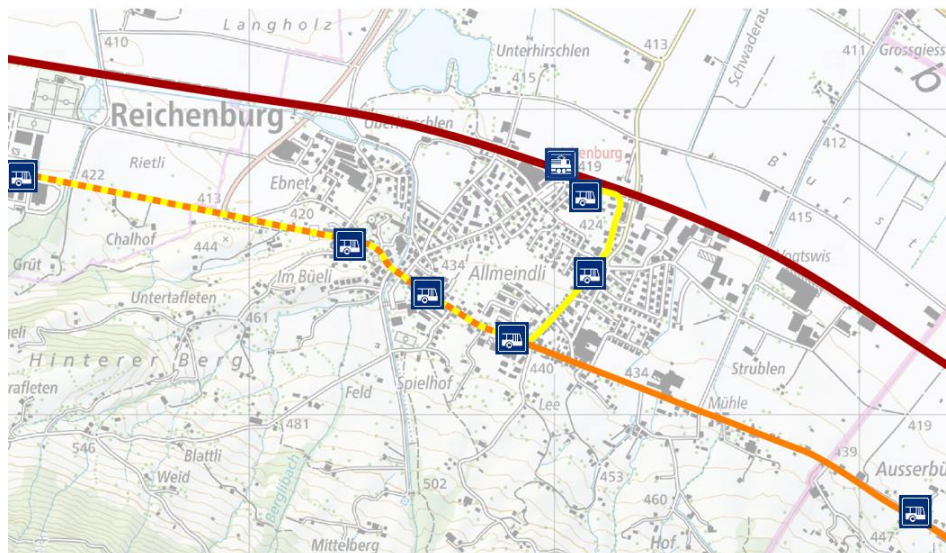 Langholz
410
Unterhirschlen
415
413
Schwaderau
411
Grossgiess
Reichenburg
Oberhirschlen
412
419
Rietli
Ebnet
Burst
422
413
420
424
415
Chalhof
444
Allmeindli
434
Grüt
Im Büeli
Untertafleten
461
Hinterer Berg
Spielhof
Feld
440
434
Strublen
Lee
Mühle
481
419
546
Blattli
439
Ausserbü
Weid
453
502
460
Berglibach
447
Mittelberg
Hof